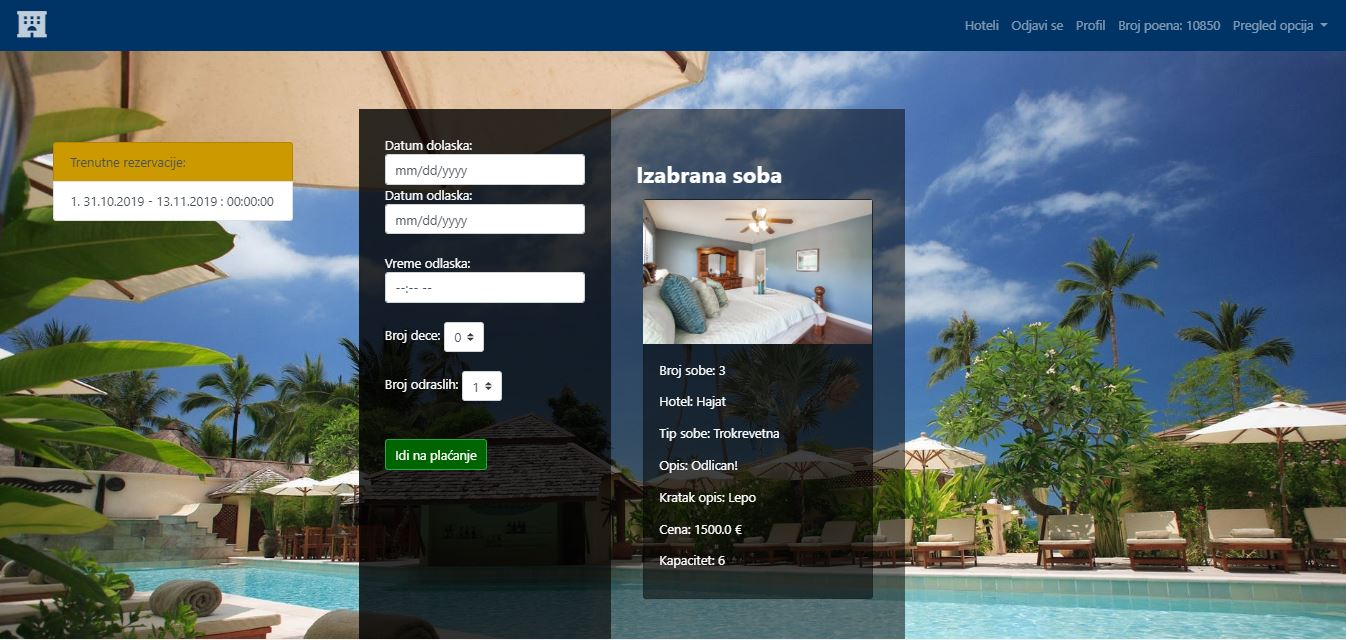 Hoteli Odjavi se Profil Broj poena: 10850 Pregled opcija
Trenutne rezervacije:
1. 31.10.2019 - 13.11.2019 : 00:00:00
Datum dolaska:
mm/dd/yyyy
Datum odlaska:
mm/dd/yyyy
Vreme odlaska:
--:-- --
Broj dece: 0
Broj odraslih: 1
Idi na plaćanje
Izabrana soba
Broj sobe: 3
Hotel: Hajat
Tip sobe: Trokrevetna
Opis: Odlican!
Kratak opis: Lepo
Cena: 1500.0 €
Kapacitet: 6